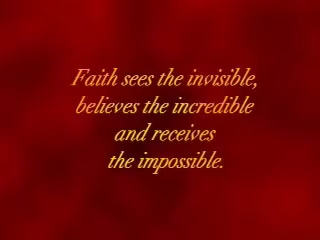 Faith sees the invisible,
believes the incredible
and receives
the impossible.